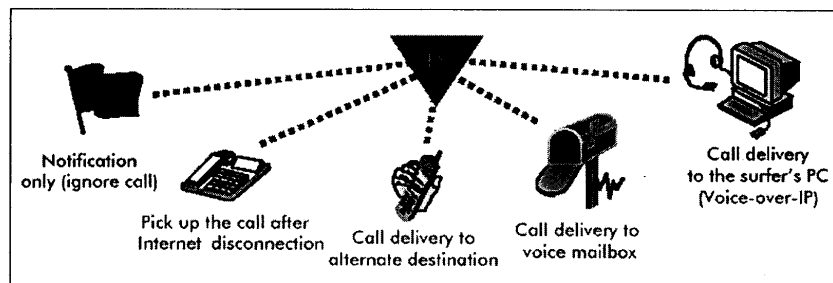 Notification
only (ignore call)
Pick up the call after
Internet disconnection
Call delivery to
alternate destination
Call delivery to
voice mailbox
Call delivery
to the surfer's PC
(Voice-over-IP)